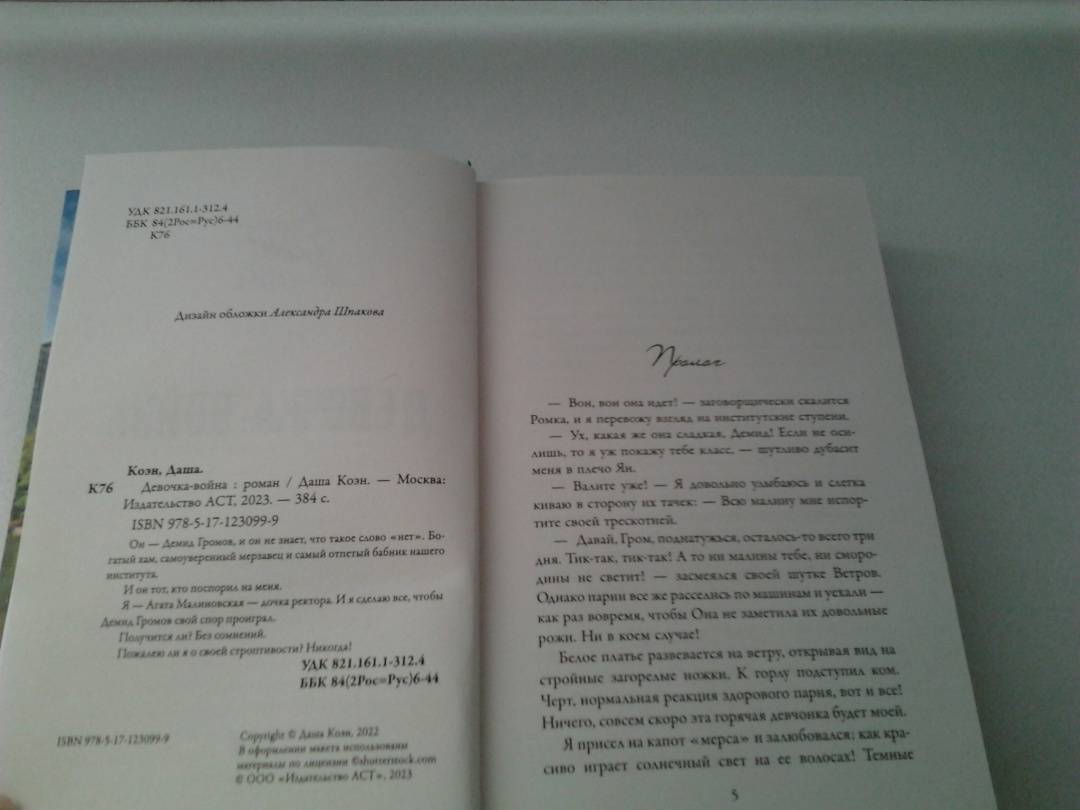 УДК 821.161.1-312.4
ББК 84(2Рос=Рус)6-44
К76
Дизайн обложки Александра Шпакова
Коэн, Даша.
К76 Девочка-война : роман / Даша Коэн. — Москва:
Издательство АСТ, 2023. — 384 с.
ISBN 978-5-17-123099-9
Он — Демид Громов, и он не знает, что такое слово «нет». Бо-
гатый хам, самоуверенный мерзавец и самый отпетый бабник нашего
института.
И он тот, кто поспорил на меня.
Я — Агата Малиновская — дочка ректора. И я сделаю все, чтобы
Демид Громов свой спор проиграл.
Получится ли? Без сомнений.
Пожалею ли я о своей строптивости? Никогда!
УДК 821.161.1-312.4
ББК 84(2Рос=Рус)6-44
ISBN 978-5-17-123099-9
Copyright © Даша Коэн, 2022
В оформлении макета использованы
материалы по лицензии ©shutterstock.com
© ООО «Издательство АСТ», 2023
Пролог
— Вон, вон она идет! — заговорщически скалится
Ромка, и я перевожу взгляд на институтские ступени.
— Ух, какая же она сладкая, Демид! Если не оси-
лишь, то я уж покажу тебе класс, — шутливо дубасит
меня в плечо Ян.
— Валите уже! — Я довольно улыбаюсь и слегка
киваю в сторону их тачек: — Всю малину мне испор-
тите своей трескотней.
— Давай, Гром, поднатужься, осталось-то всего три
дня. Тик-так, тик-так! А то ни малины тебе, ни сморо-
дины не светит! — засмеялся своей шутке Ветров.
Однако парни все же расселись по машинам и уехали —
как раз вовремя, чтобы Она не заметила их довольные
рожи. Ни в коем случае!
Белое платье развевается на ветру, открывая вид на
стройные загорелые ножки. К горлу подступил ком.
Черт, нормальная реакция здорового парня, вот и все!
Ничего, совсем скоро эта горячая девчонка будет моей.
Я присел на капот «мерса» и залюбовался: как кра-
сиво играет солнечный свет на ее волосах! Темные
5